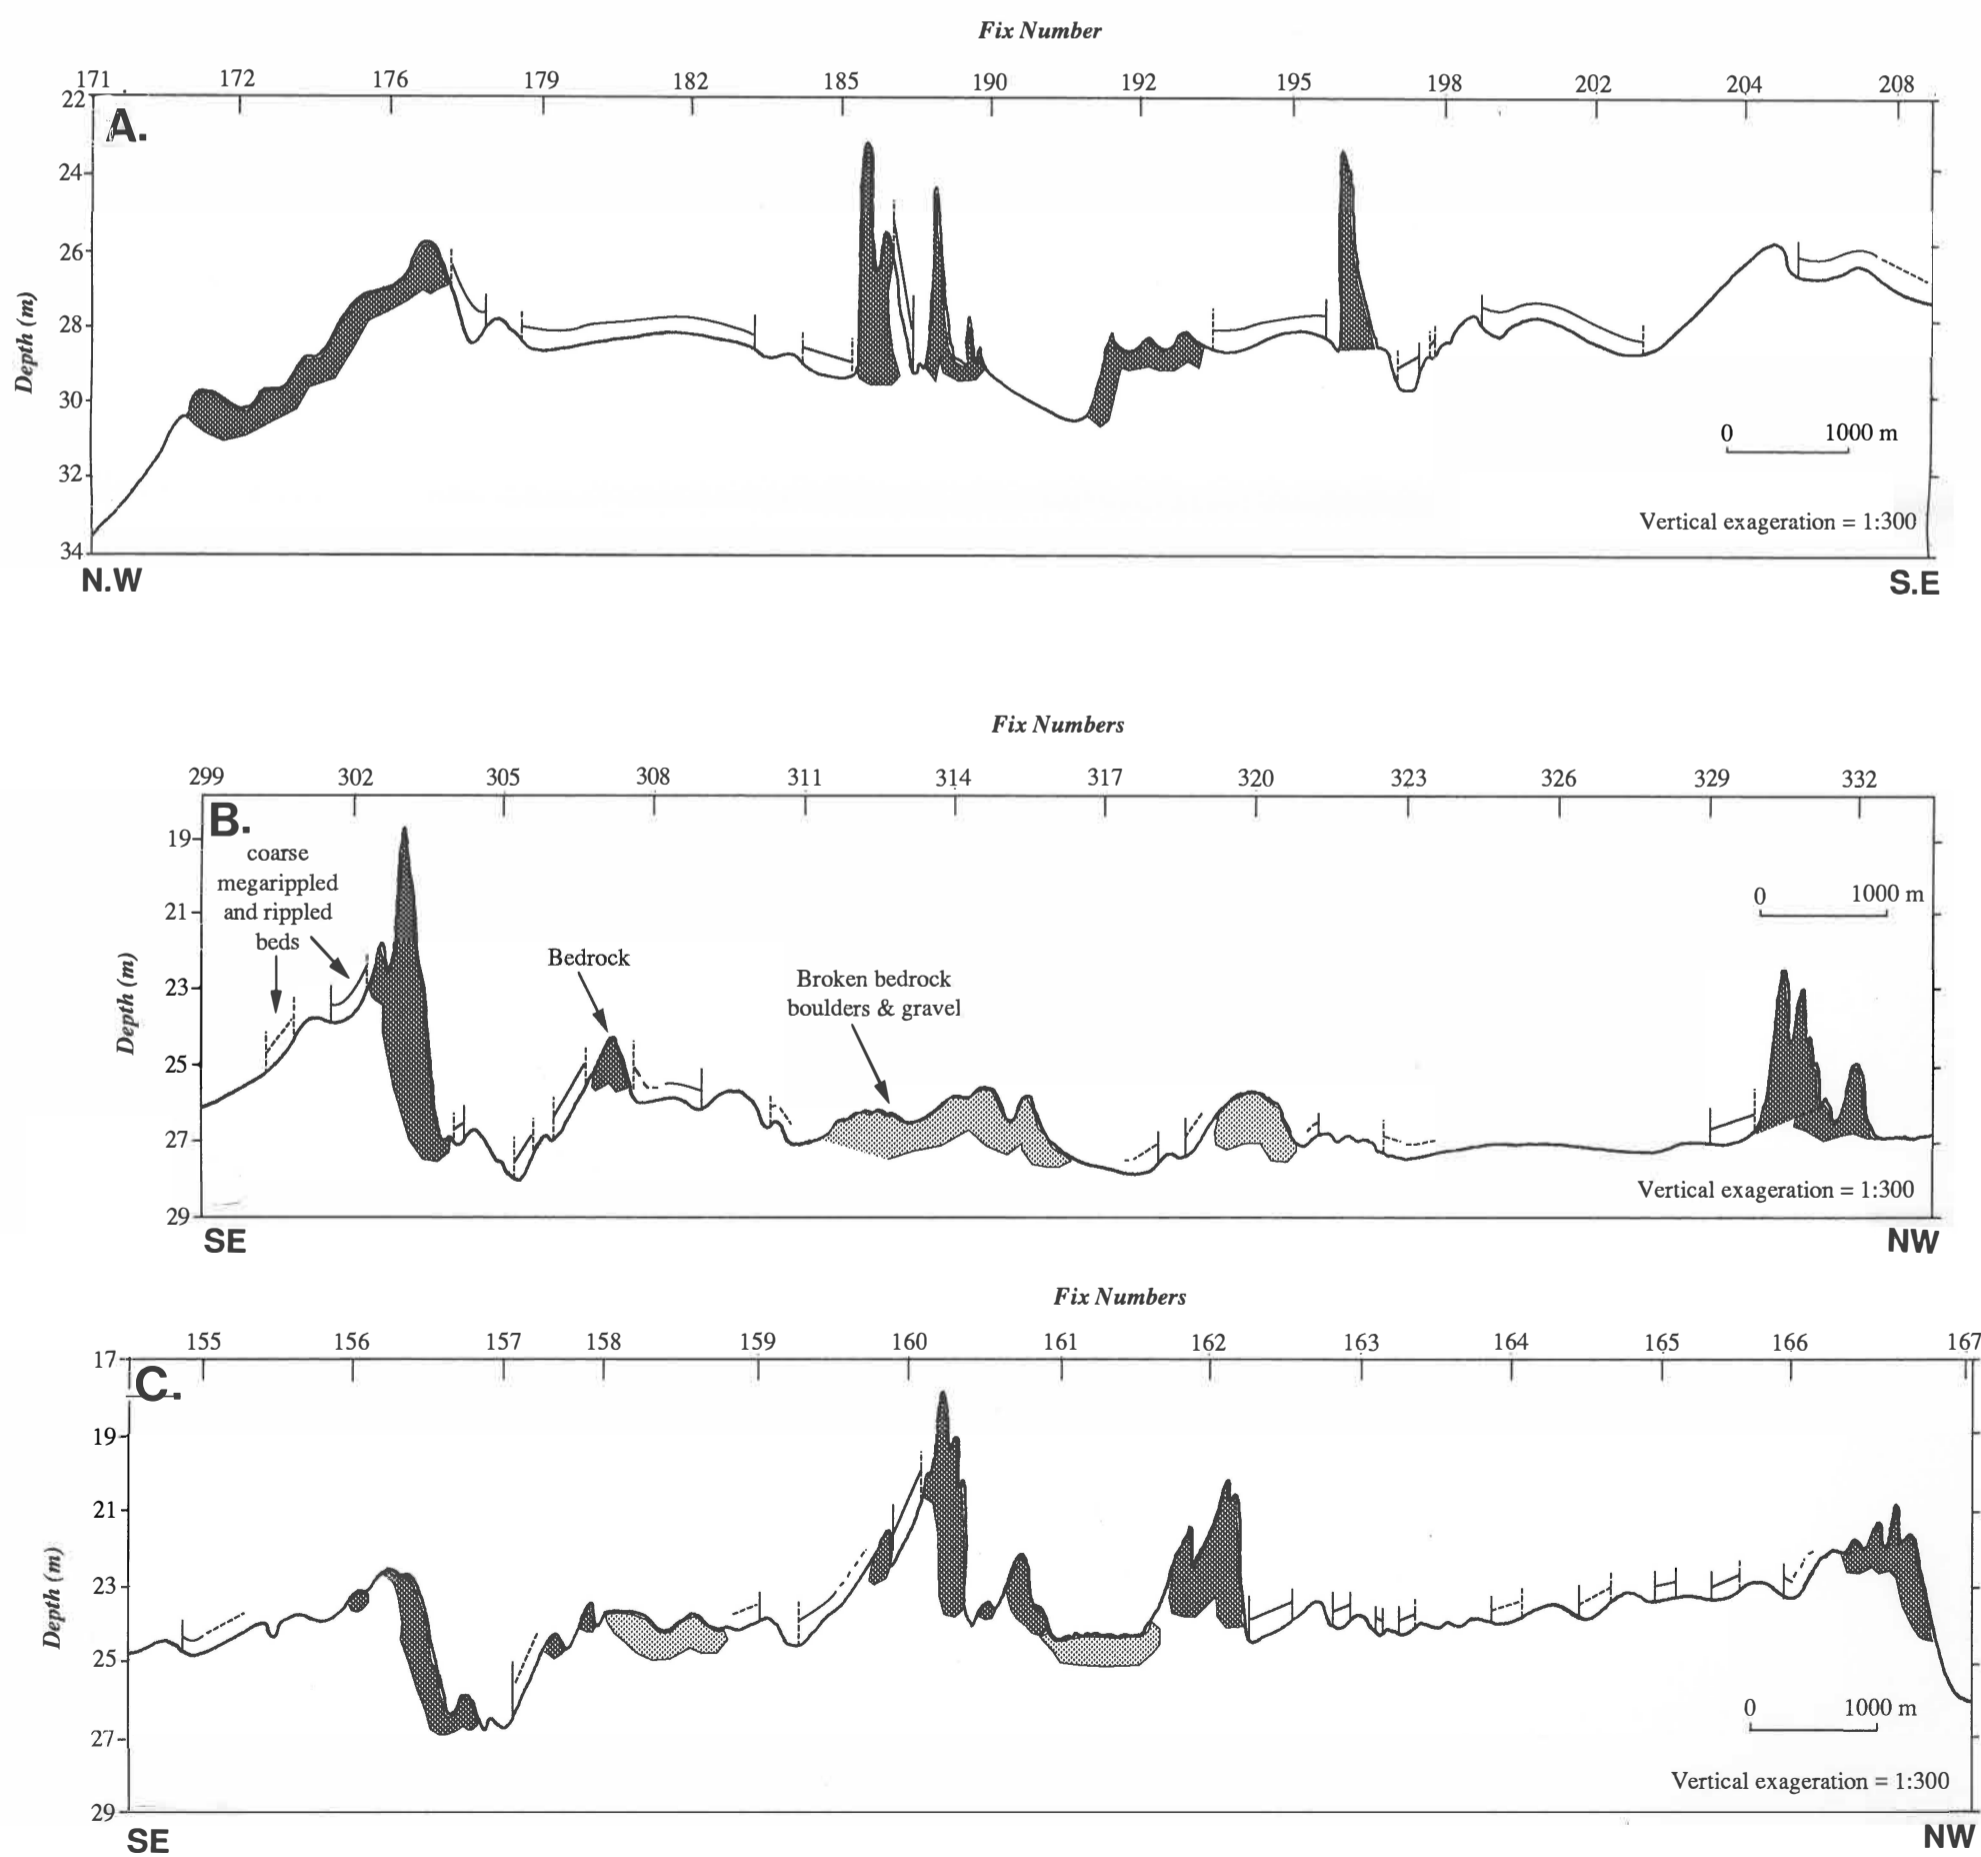 Fix Number
171 172 176 179 182 185 190 192 195 198 202 204 208
A.
22
24
26
28
30
32
34
Depth (m)
0 1000 m
Vertical exageration = 1:300
N.W S.E
Fix Numbers
299 302 305 308 311 314 317 320 323 326 329 332
B.
19
21
23
25
27
29
Depth (m)
coarse
megarippled
and rippled
beds
Bedrock
Broken bedrock
boulders & gravel
0 1000 m
Vertical exageration = 1:300
SE NW
Fix Numbers
155 156 157 158 159 160 161 162 163 164 165 166 167
C.
17
19
21
23
25
27
29
Depth (m)
0 1000 m
Vertical exageration = 1:300
SE NW